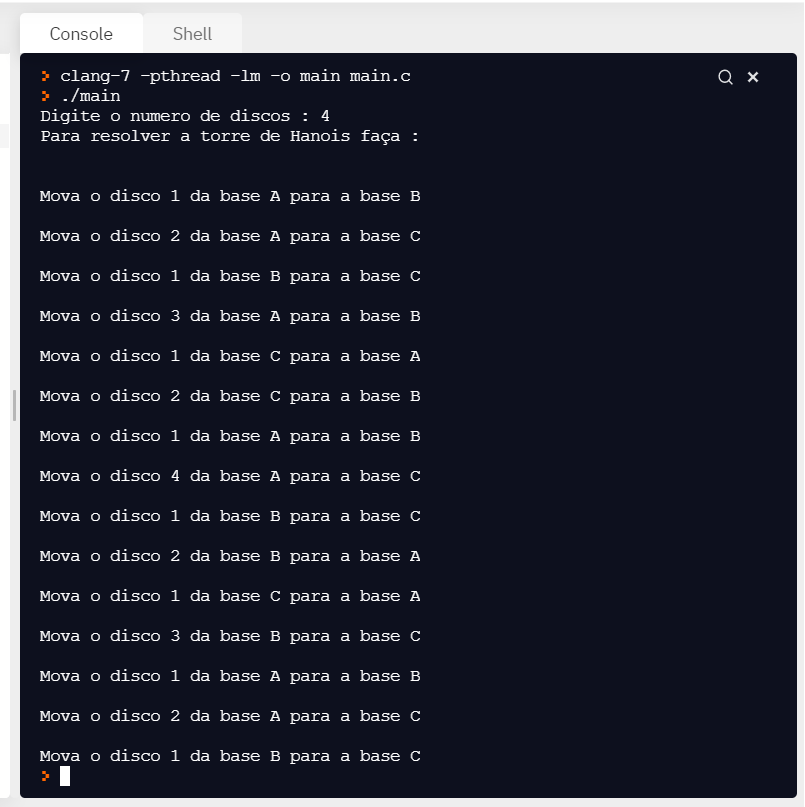 Console
Shell
clang-7 -pthread -lm -o main main.c
./main
Digite o numero de discos : 4
Para resolver a torre de Hanois faça :
Mova o disco 1 da base A para a base B
Mova o disco 2 da base A para a base C
Mova o disco 1 da base B para a base C
Mova o disco 3 da base A para a base B
Mova o disco 1 da base C para a base A
Mova o disco 2 da base C para a base B
Mova o disco 1 da base A para a base B
Mova o disco 4 da base A para a base C
Mova o disco 1 da base B para a base C
Mova o disco 2 da base B para a base A
Mova o disco 1 da base C para a base A
Mova o disco 3 da base B para a base C
Mova o disco 1 da base A para a base B
Mova o disco 2 da base A para a base C
Mova o disco 1 da base B para a base C